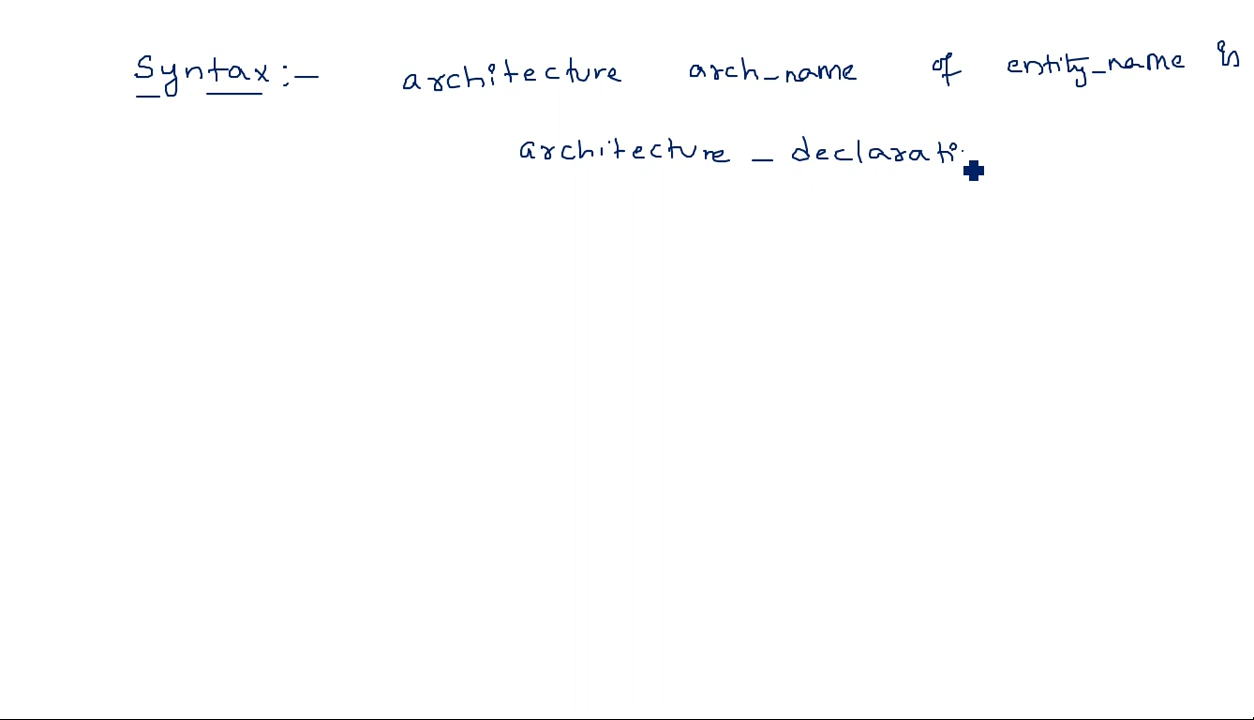 Syntax:- architecture arch_name of entity_name is
architecture - declarati